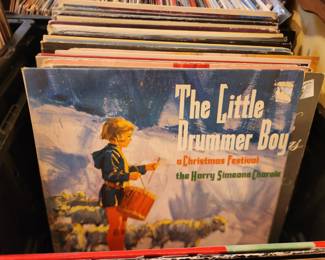 The Little
Drummer Boy
a Christmas Festival
the Harry Simeone Chorale